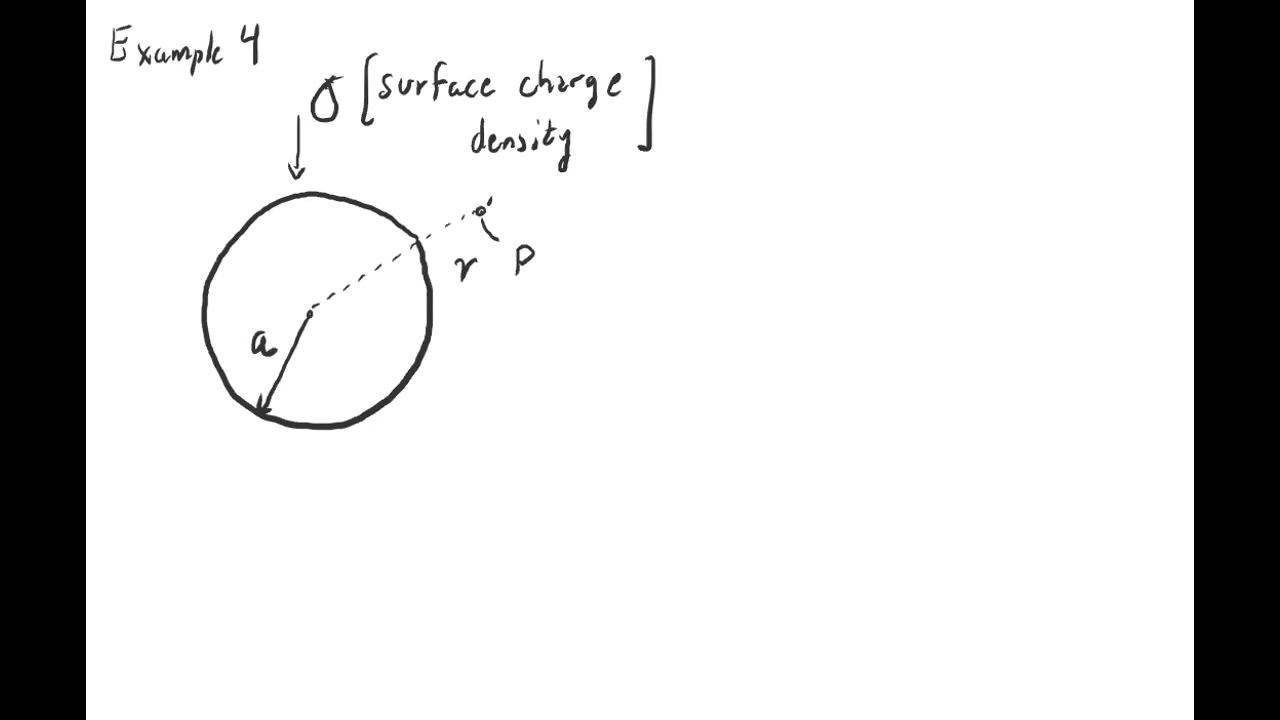 Example 4
σ [surface charge
density]
r P
a